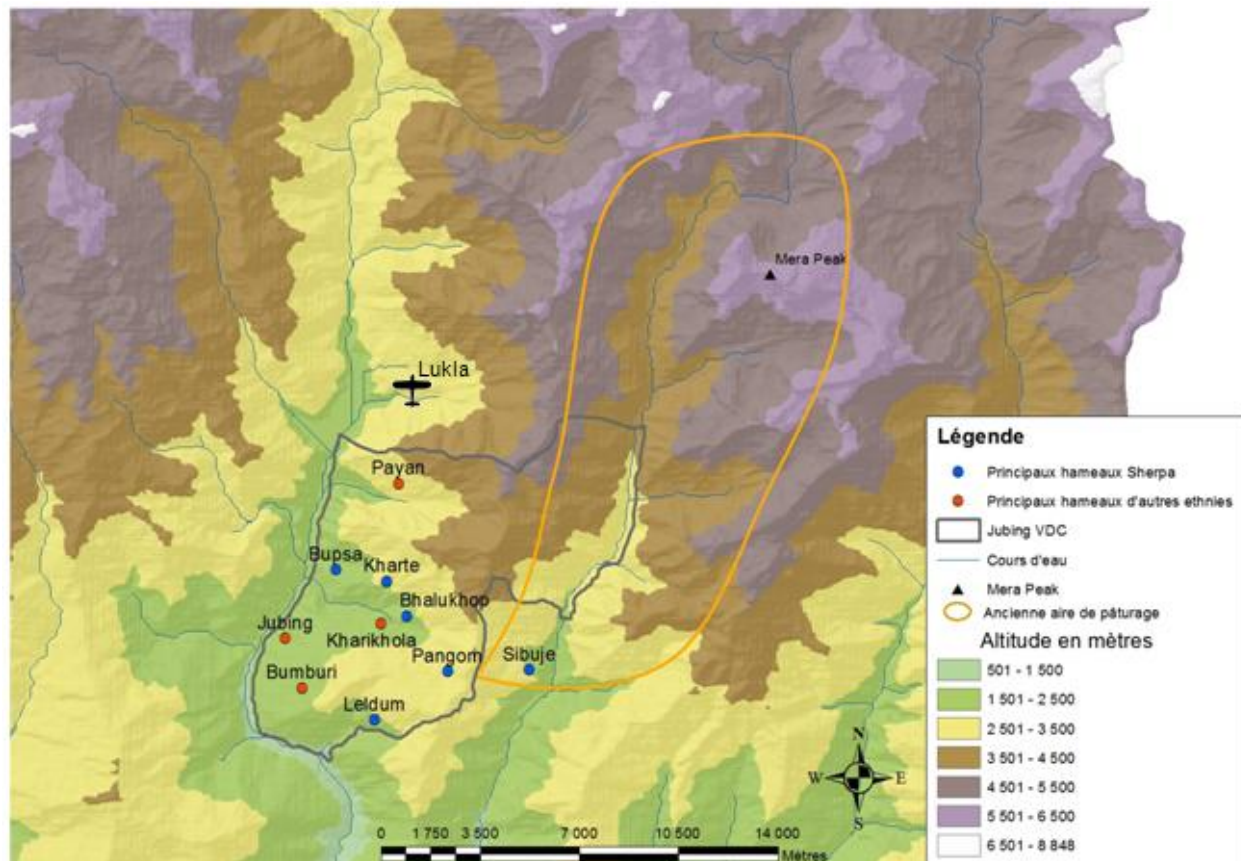 Mera Peak
Lukla
Payan
Bupsa
Kharte
Bhalukhop
Jubing
Kharikhola
Pangom
Sibuje
Bumburi
Leldum
N
W
E
S
0
1 750
3 500
7 000
10 500
14 000
Mètres
Légende
Principaux hameaux Sherpa
Principaux hameaux d'autres ethnies
Jubing VDC
Cours d'eau
Mera Peak
Ancienne aire de pâturage
Altitude en mètres
501 - 1 500
1 501 - 2 500
2 501 - 3 500
3 501 - 4 500
4 501 - 5 500
5 501 - 6 500
6 501 - 8 848